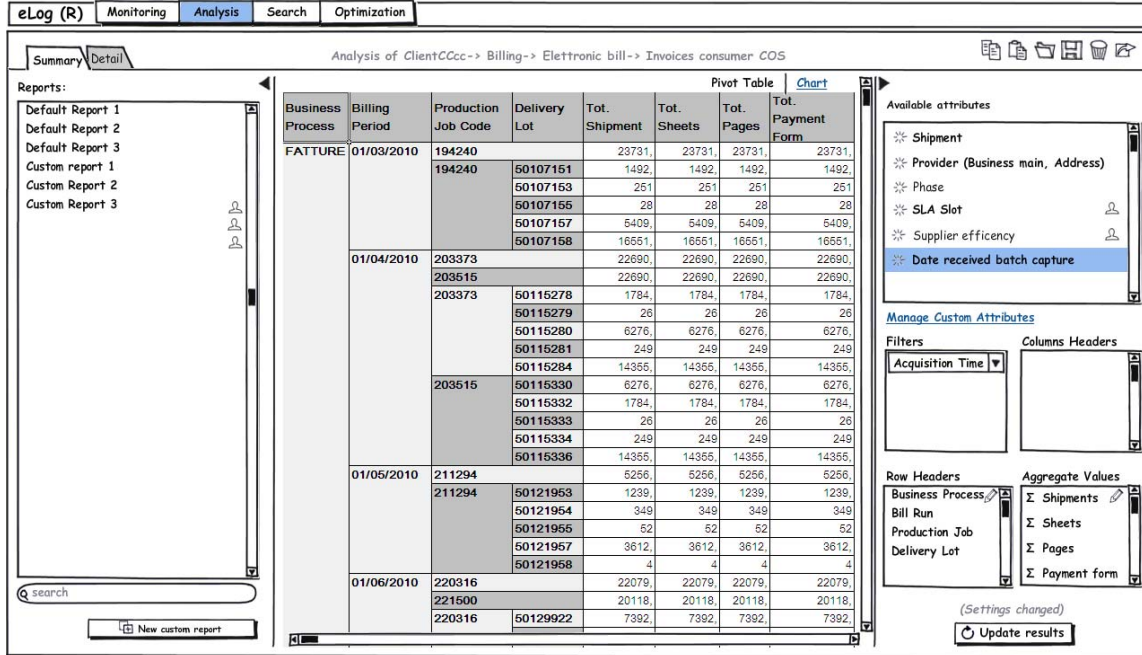 eLog (R) Monitoring Analysis Search Optimization
Summary Detail
Analysis of ClientCCcc-> Billing-> Elettronic bill-> Invoices consumer COS
Reports:
Default Report 1
Default Report 2
Default Report 3
Custom report 1
Custom Report 2
Custom Report 3
search
New custom report
Pivot Table Chart
Business Process Billing Period Production Job Code Delivery Lot Tot. Shipment Tot. Sheets Tot. Pages Tot. Payment Form
FATTURE 01/03/2010 194240 23731, 23731, 23731, 23731,
194240 50107151 1492, 1492, 1492, 1492,
50107153 251 251 251 251
50107155 28 28 28 28
50107157 5409, 5409, 5409, 5409,
50107158 16551, 16551, 16551, 16551,
01/04/2010 203373 22690, 22690, 22690, 22690,
203515 22690, 22690, 22690, 22690,
203373 50115278 1784, 1784, 1784, 1784,
50115279 26 26 26 26
50115280 6276, 6276, 6276, 6276,
50115281 249 249 249 249
50115284 14355, 14355, 14355, 14355,
203515 50115330 6276, 6276, 6276, 6276,
50115332 1784, 1784, 1784, 1784,
50115333 26 26 26 26
50115334 249 249 249 249
50115336 14355, 14355, 14355, 14355,
01/05/2010 211294 5256, 5256, 5256, 5256,
211294 50121953 1239, 1239, 1239, 1239,
50121954 349 349 349 349
50121955 52 52 52 52
50121957 3612, 3612, 3612, 3612,
50121958 4 4 4 4
01/06/2010 220316 22079, 22079, 22079, 22079,
221500 20118, 20118, 20118, 20118,
220316 50129922 7392, 7392, 7392, 7392,
Available attributes
Shipment
Provider (Business main, Address)
Phase
SLA Slot
Supplier efficency
Date received batch capture
Manage Custom Attributes
Filters
Acquisition Time
Columns Headers
Row Headers
Business Process
Bill Run
Production Job
Delivery Lot
Aggregate Values
Σ Shipments
Σ Sheets
Σ Pages
Σ Payment form
(Settings changed)
Update results